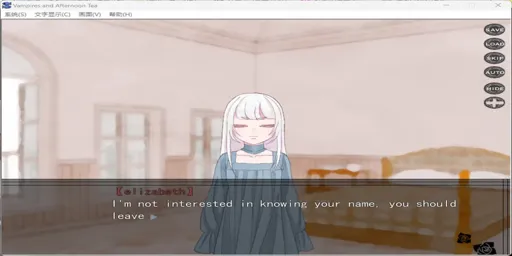 Vampires and Afternoon Tea
系统(S) 文字显示(C) 画面(V) 帮助(H)
SAVE
LOAD
SKIP
AUTO
HIDE
【elizabeth】
I'm not interested in knowing your name, you should
leave